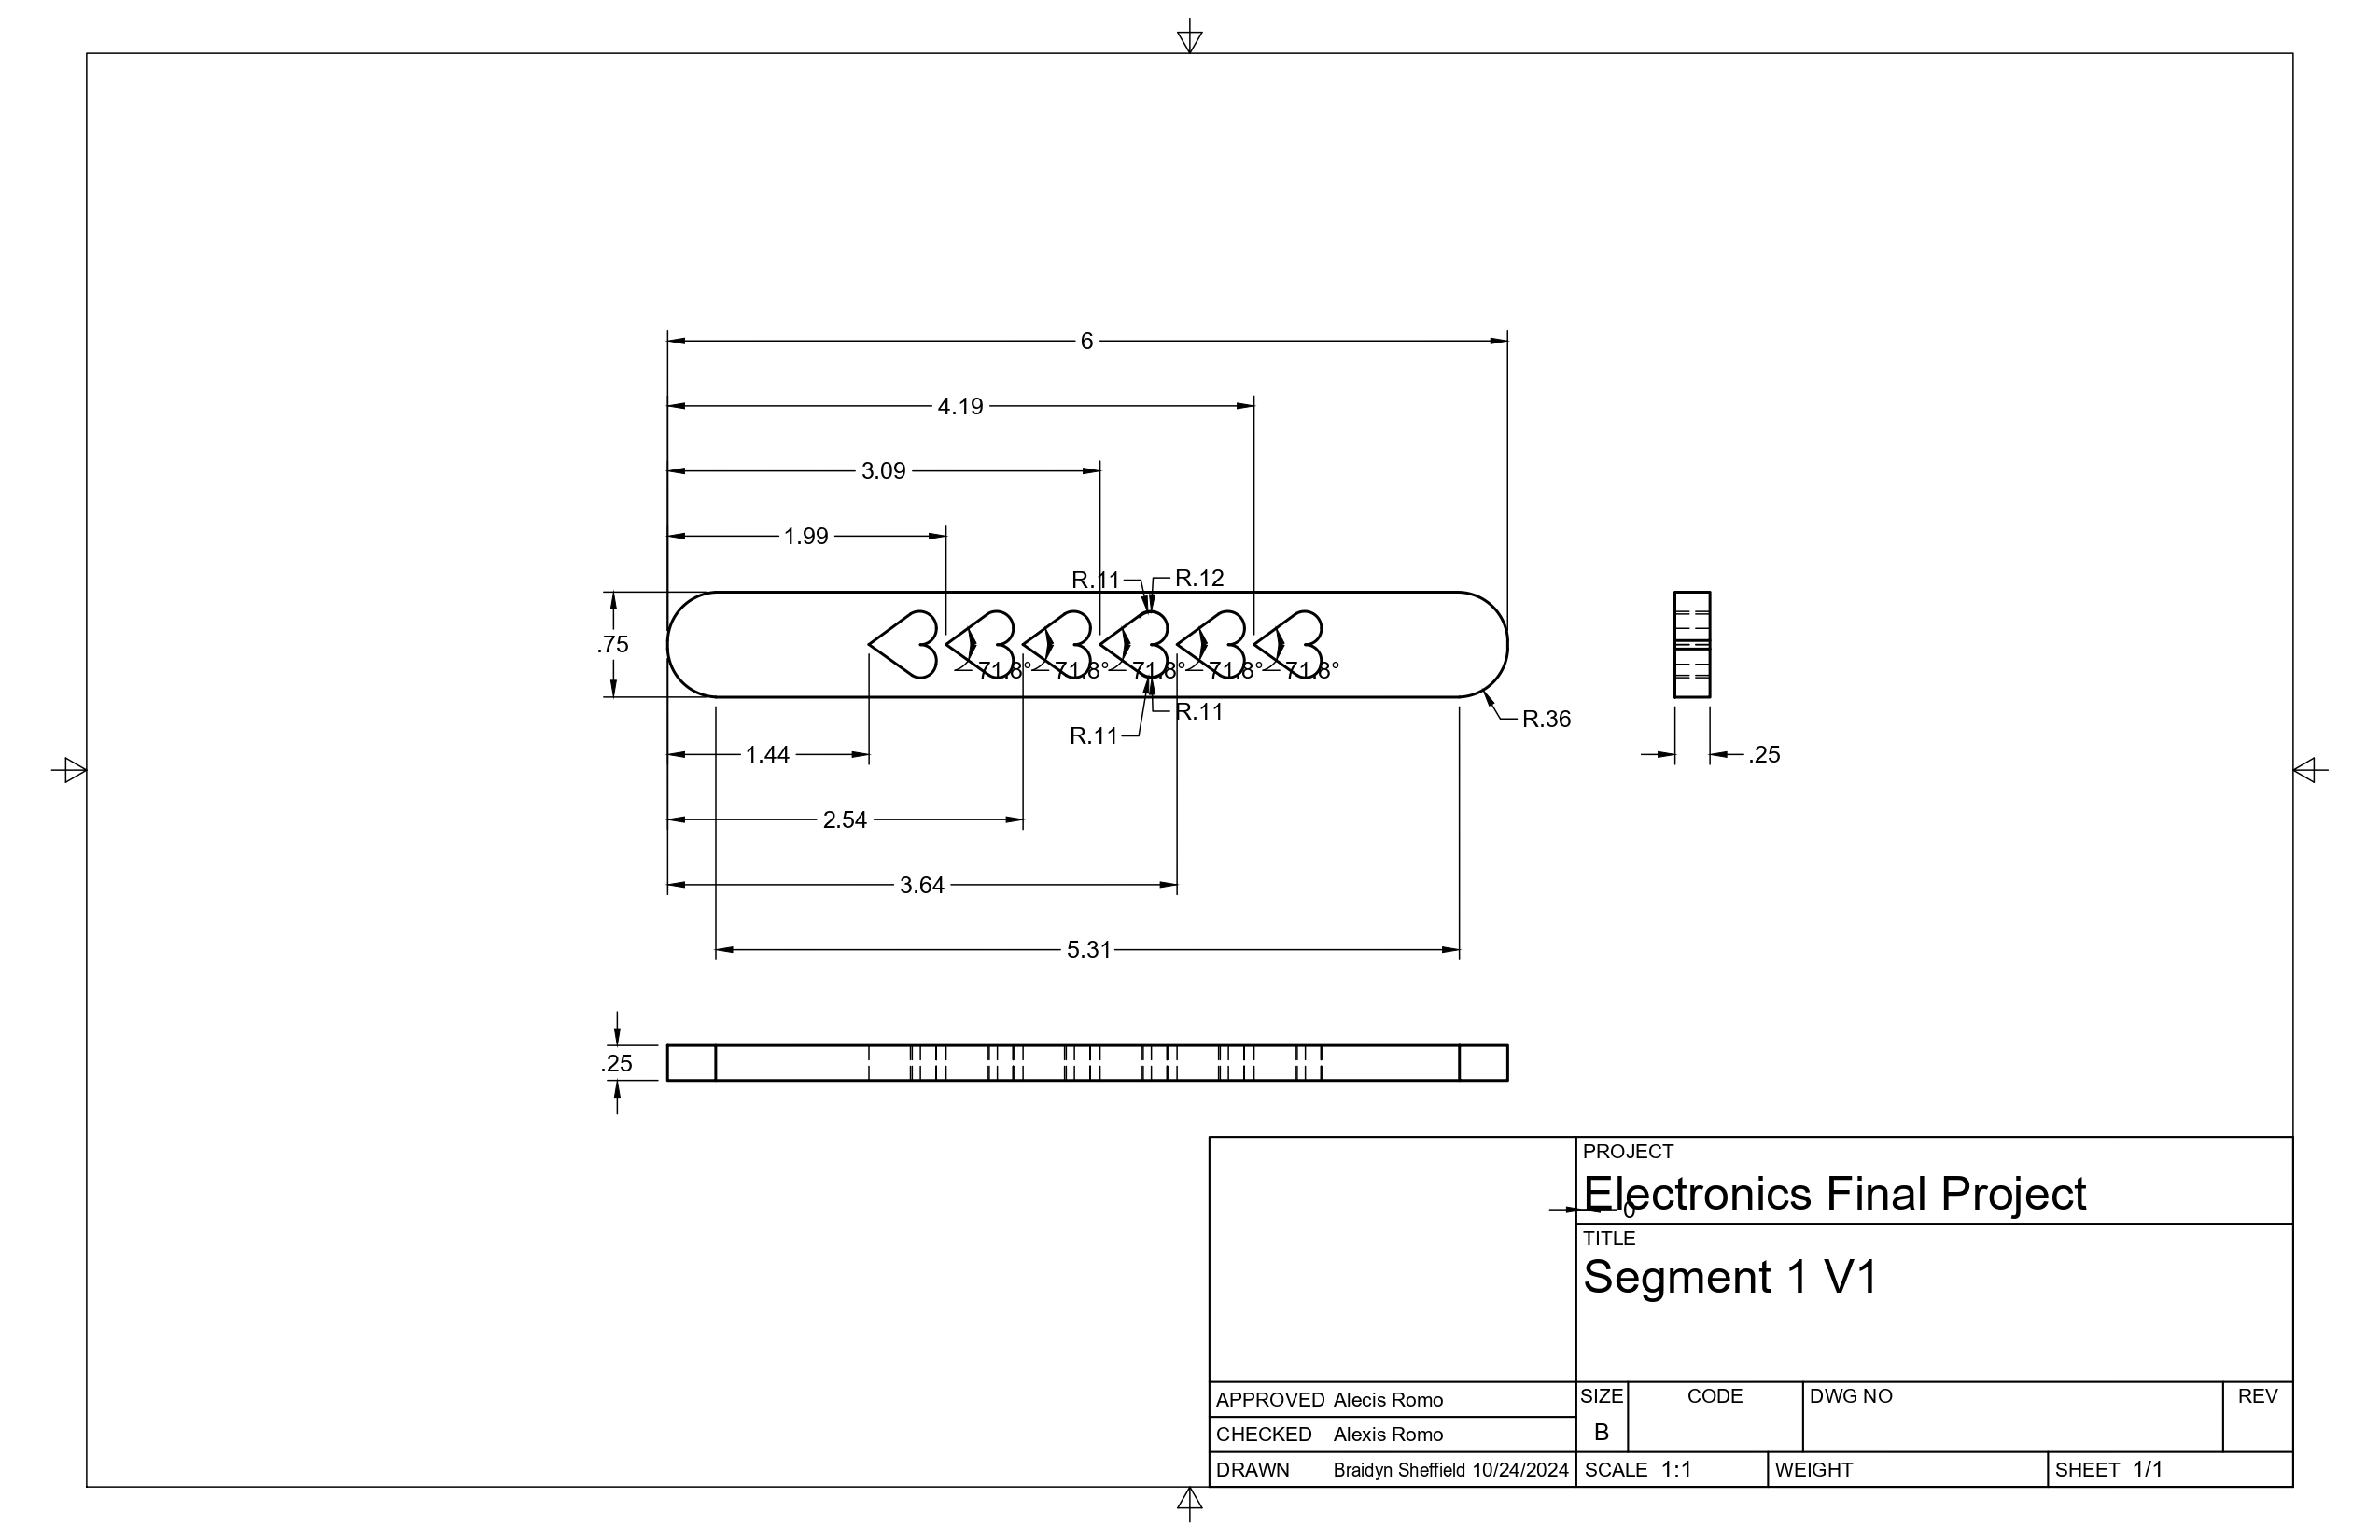 6
4.19
3.09
1.99
R.11 R.12
.75
71.8° 71.8° 71.8° 71.8° 71.8°
R.11
R.36
R.11
1.44
.25
2.54
3.64
5.31
.25
PROJECT
Electronics Final Project
0
TITLE
Segment 1 V1
APPROVED Alecis Romo
SIZE CODE DWG NO REV
CHECKED Alexis Romo
B
DRAWN Braidyn Sheffield 10/24/2024
SCALE 1:1 WEIGHT SHEET 1/1